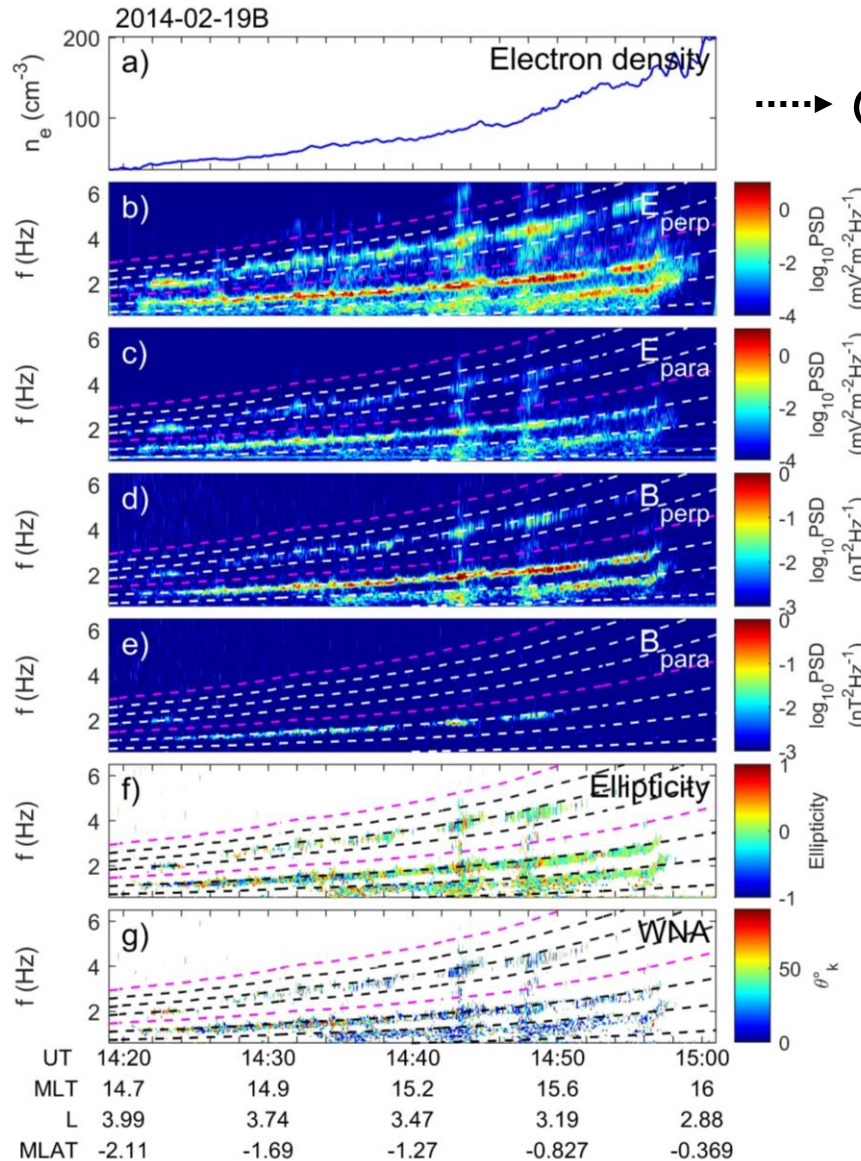 2014-02-19B
a) Electron density
n_e (cm^-3)
200
100
b) E_perp
f (Hz)
6
4
2
0
-2
-4
log_10PSD
(mV^2m^-2Hz^-1)
c) E_para
f (Hz)
6
4
2
0
-2
-4
log_10PSD
(mV^2m^-2Hz^-1)
d) B_perp
f (Hz)
6
4
2
0
-1
-2
-3
log_10PSD
(nT^2Hz^-1)
e) B_para
f (Hz)
6
4
2
0
-1
-2
-3
log_10PSD
(nT^2Hz^-1)
f) Ellipticity
f (Hz)
6
4
2
1
0
-1
Ellipticity
g) WNA
f (Hz)
6
4
2
50
0
θ°_k
UT 14:20 14:30 14:40 14:50 15:00
MLT 14.7 14.9 15.2 15.6 16
L 3.99 3.74 3.47 3.19 2.88
MLAT -2.11 -1.69 -1.27 -0.827 -0.369